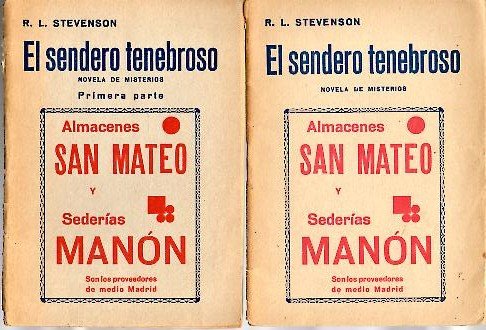 R. L. STEVENSON
El sendero tenebroso
NOVELA DE MISTERIOS
Primera parte
Almacenes
SAN MATEO
Y
Sederías
MANÓN
Son los proveedores
de medio Madrid
R. L. STEVENSON
El sendero tenebroso
NOVELA DE MISTERIOS
Almacenes
SAN MATEO
Y
Sederías
MANÓN
Son los proveedores
de medio Madrid